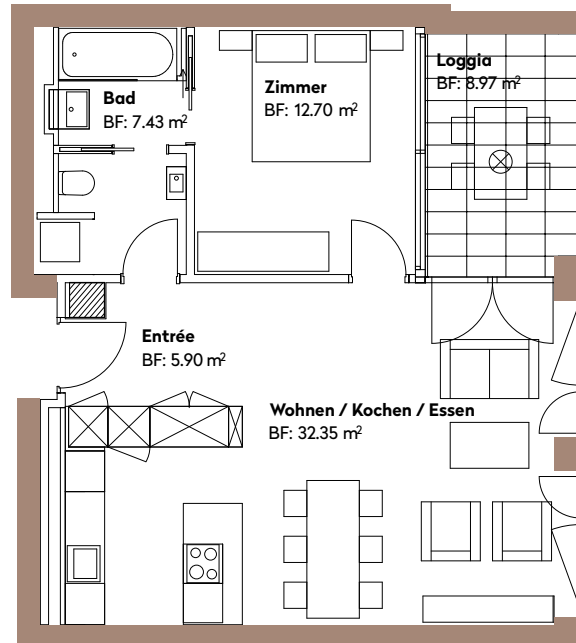 Bad
BF: 7.43 m²
Zimmer
BF: 12.70 m²
Loggia
BF: 8.97 m²
Entrée
BF: 5.90 m²
Wohnen / Kochen / Essen
BF: 32.35 m²